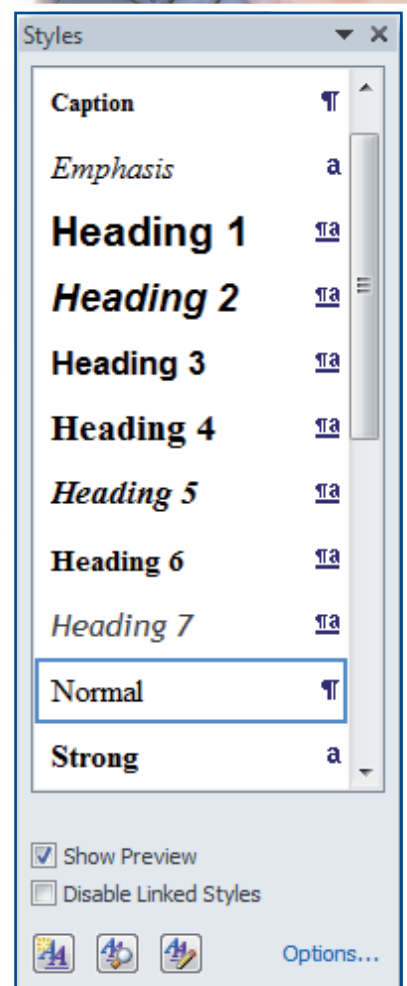 Styles
Caption ¶
Emphasis a
Heading 1 ¶a
Heading 2 ¶a
Heading 3 ¶a
Heading 4 ¶a
Heading 5 ¶a
Heading 6 ¶a
Heading 7 ¶a
Normal ¶
Strong a
Show Preview
Disable Linked Styles
Options...